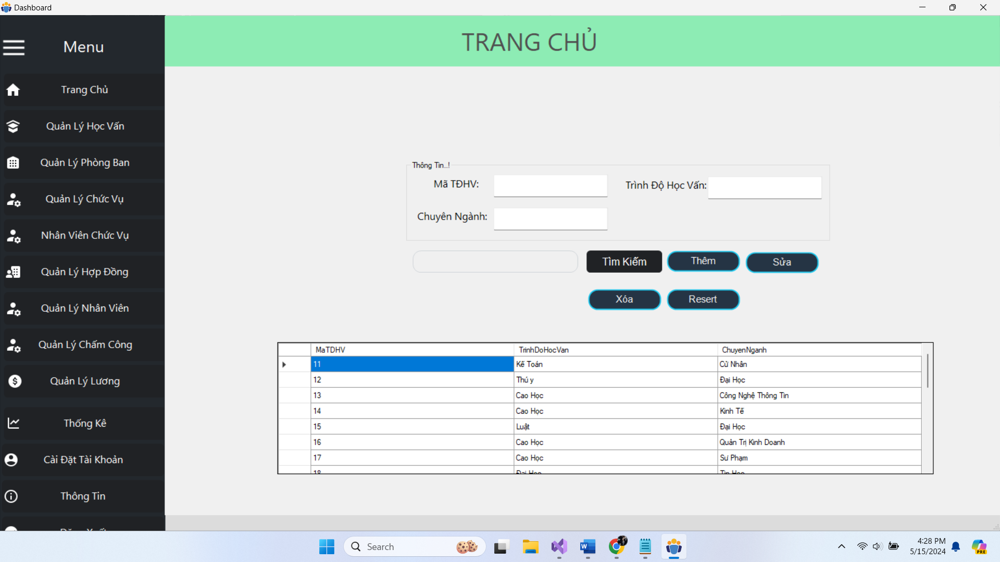 Dashboard
Menu
TRANG CHỦ
Trang Chủ
Quản Lý Học Vấn
Quản Lý Phòng Ban
Quản Lý Chức Vụ
Nhân Viên Chức Vụ
Quản Lý Hợp Đồng
Quản Lý Nhân Viên
Quản Lý Chấm Công
Quản Lý Lương
Thống Kê
Cài Đặt Tài Khoản
Thông Tin
Thông Tin..!
Mã TĐHV:
Trình Độ Học Vấn:
Chuyên Ngành:
Tìm Kiếm
Thêm
Sửa
Xóa
Resert
MaTDHV TrinhDoHocVan ChuyenNganh
11 Kế Toán Cử Nhân
12 Thú y Đại Học
13 Cao Học Công Nghệ Thông Tin
14 Cao Học Kinh Tế
15 Luật Đại Học
16 Cao Học Quản Trị Kinh Doanh
17 Cao Học Sư Phạm
18 Đại Học Tin Học
Search
PRE
4:28 PM
5/15/2024